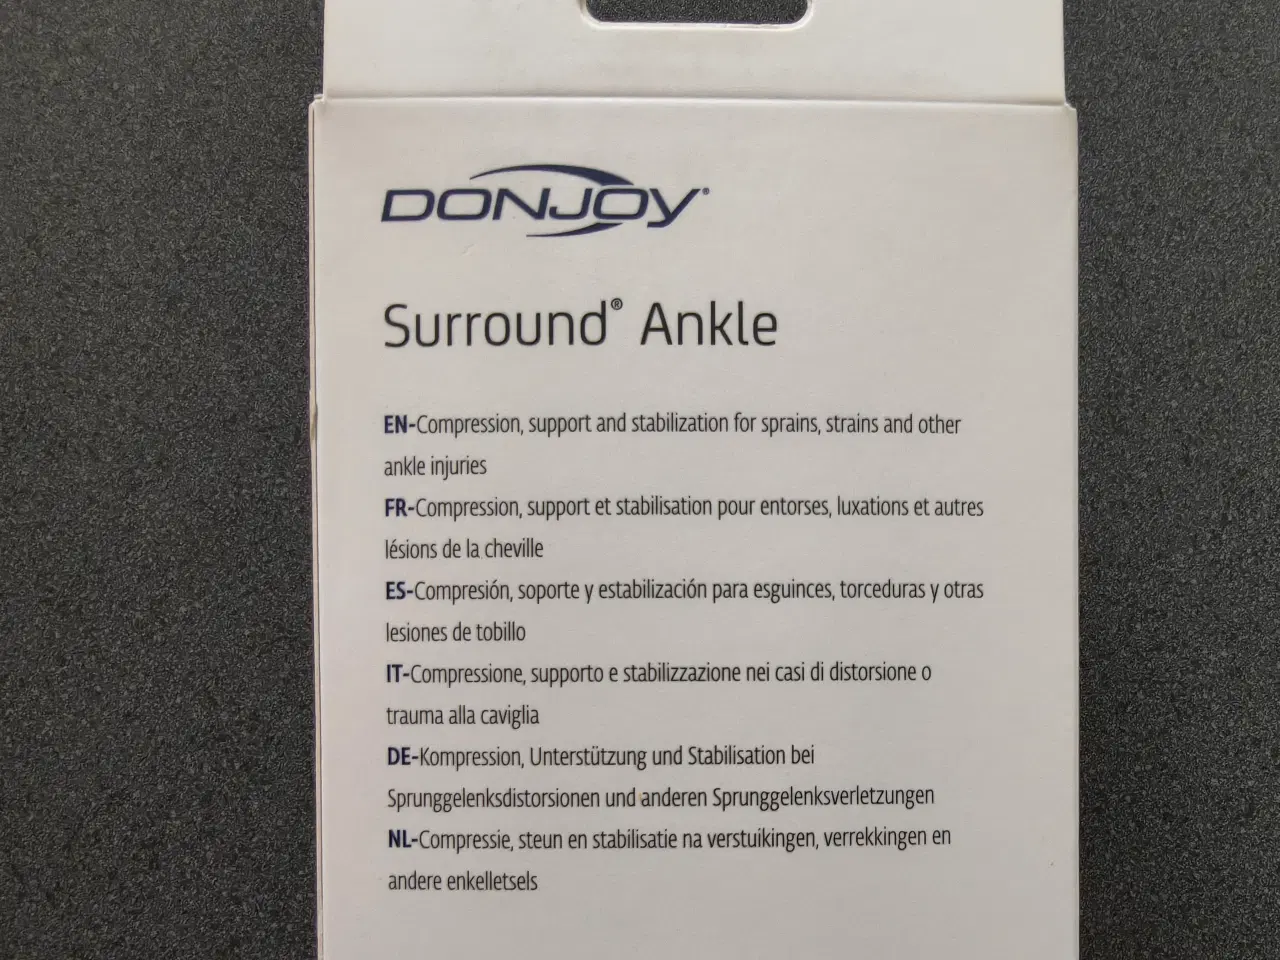 DONJOY®
Surround® Ankle
EN-Compression, support and stabilization for sprains, strains and other
ankle injuries
FR-Compression, support et stabilisation pour entorses, luxations et autres
lésions de la cheville
ES-Compresión, soporte y estabilización para esguinces, torceduras y otras
lesiones de tobillo
IT-Compressione, supporto e stabilizzazione nei casi di distorsione o
trauma alla caviglia
DE-Kompression, Unterstützung und Stabilisation bei
Sprunggelenksdistorsionen und anderen Sprunggelenksverletzungen
NL-Compressie, steun en stabilisatie na verstuikingen, verrekkingen en
andere enkelletsels